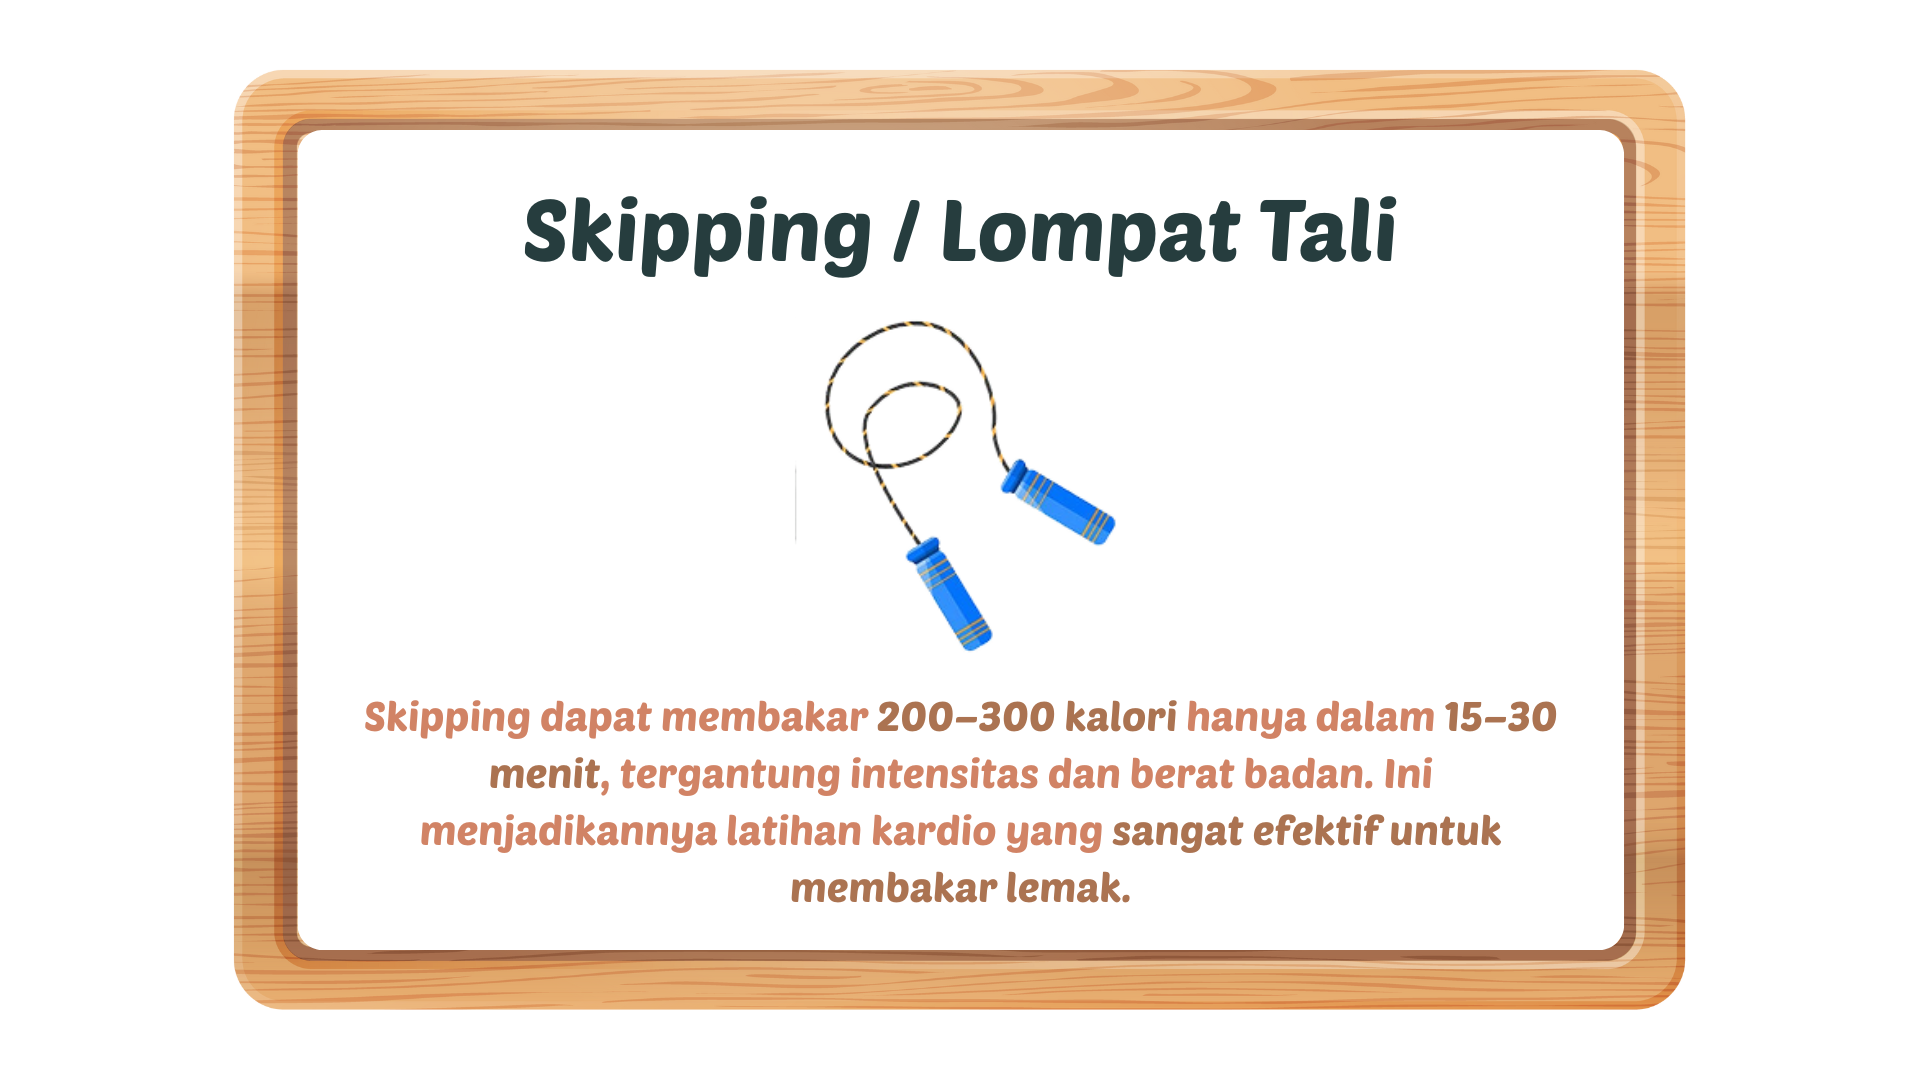 Skipping / Lompat Tali
Skipping dapat membakar 200–300 kalori hanya dalam 15–30
menit, tergantung intensitas dan berat badan. Ini
menjadikannya latihan kardio yang sangat efektif untuk
membakar lemak.